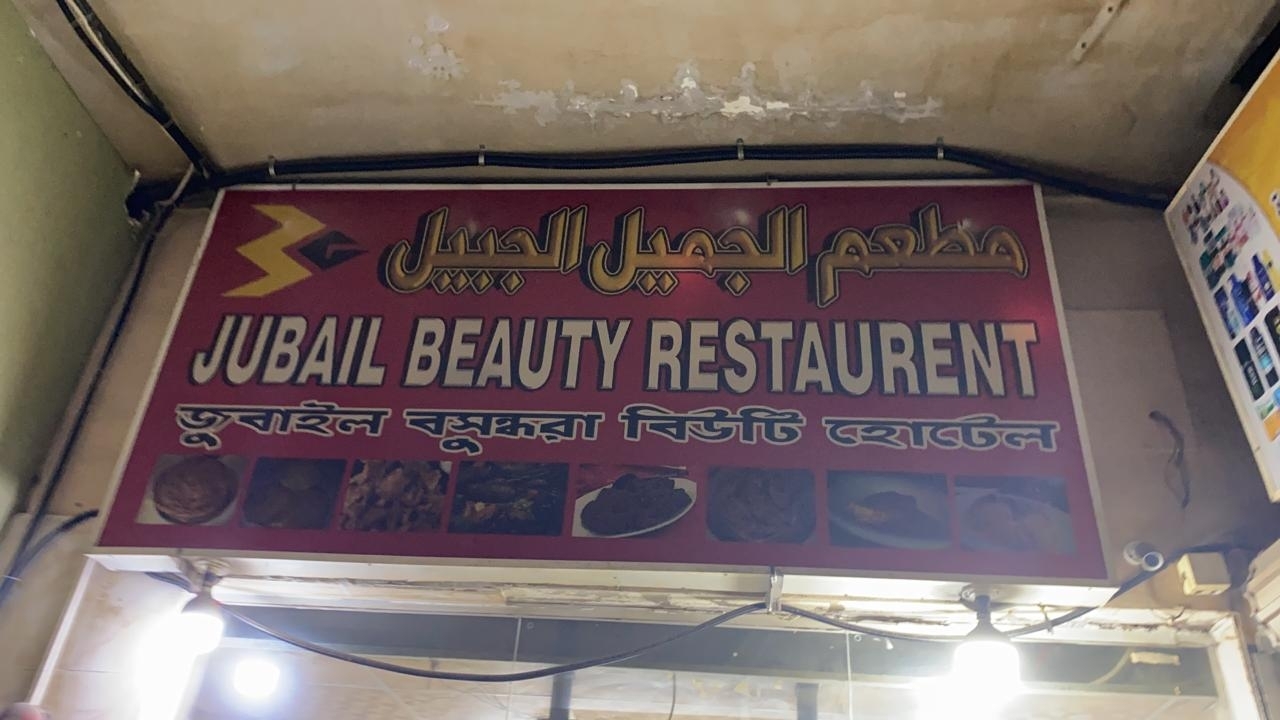 مطعم الجميل الجبيل
JUBAIL BEAUTY RESTAURENT
জুবাইল বসুন্ধরা বিউটি হোটেল